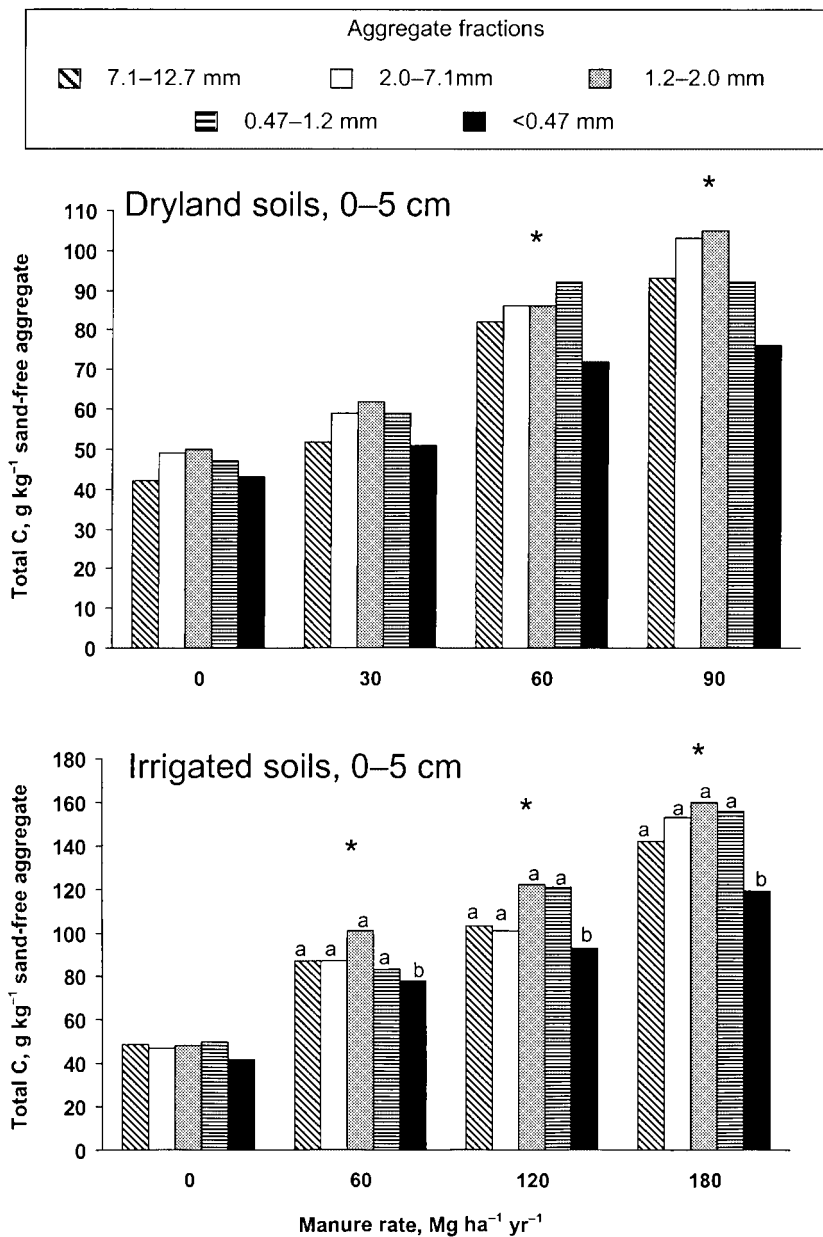 Aggregate fractions
7.1–12.7 mm 2.0–7.1mm 1.2–2.0 mm
0.47–1.2 mm <0.47 mm
Dryland soils, 0–5 cm
*
*
Total C, g kg⁻¹ sand-free aggregate
110
100
90
80
70
60
50
40
30
20
10
0
0 30 60 90
Irrigated soils, 0–5 cm
*
*
*
Total C, g kg⁻¹ sand-free aggregate
180
160
140
120
100
80
60
40
20
0
a a a a b
a a a a b
a a a a b
0 60 120 180
Manure rate, Mg ha⁻¹ yr⁻¹